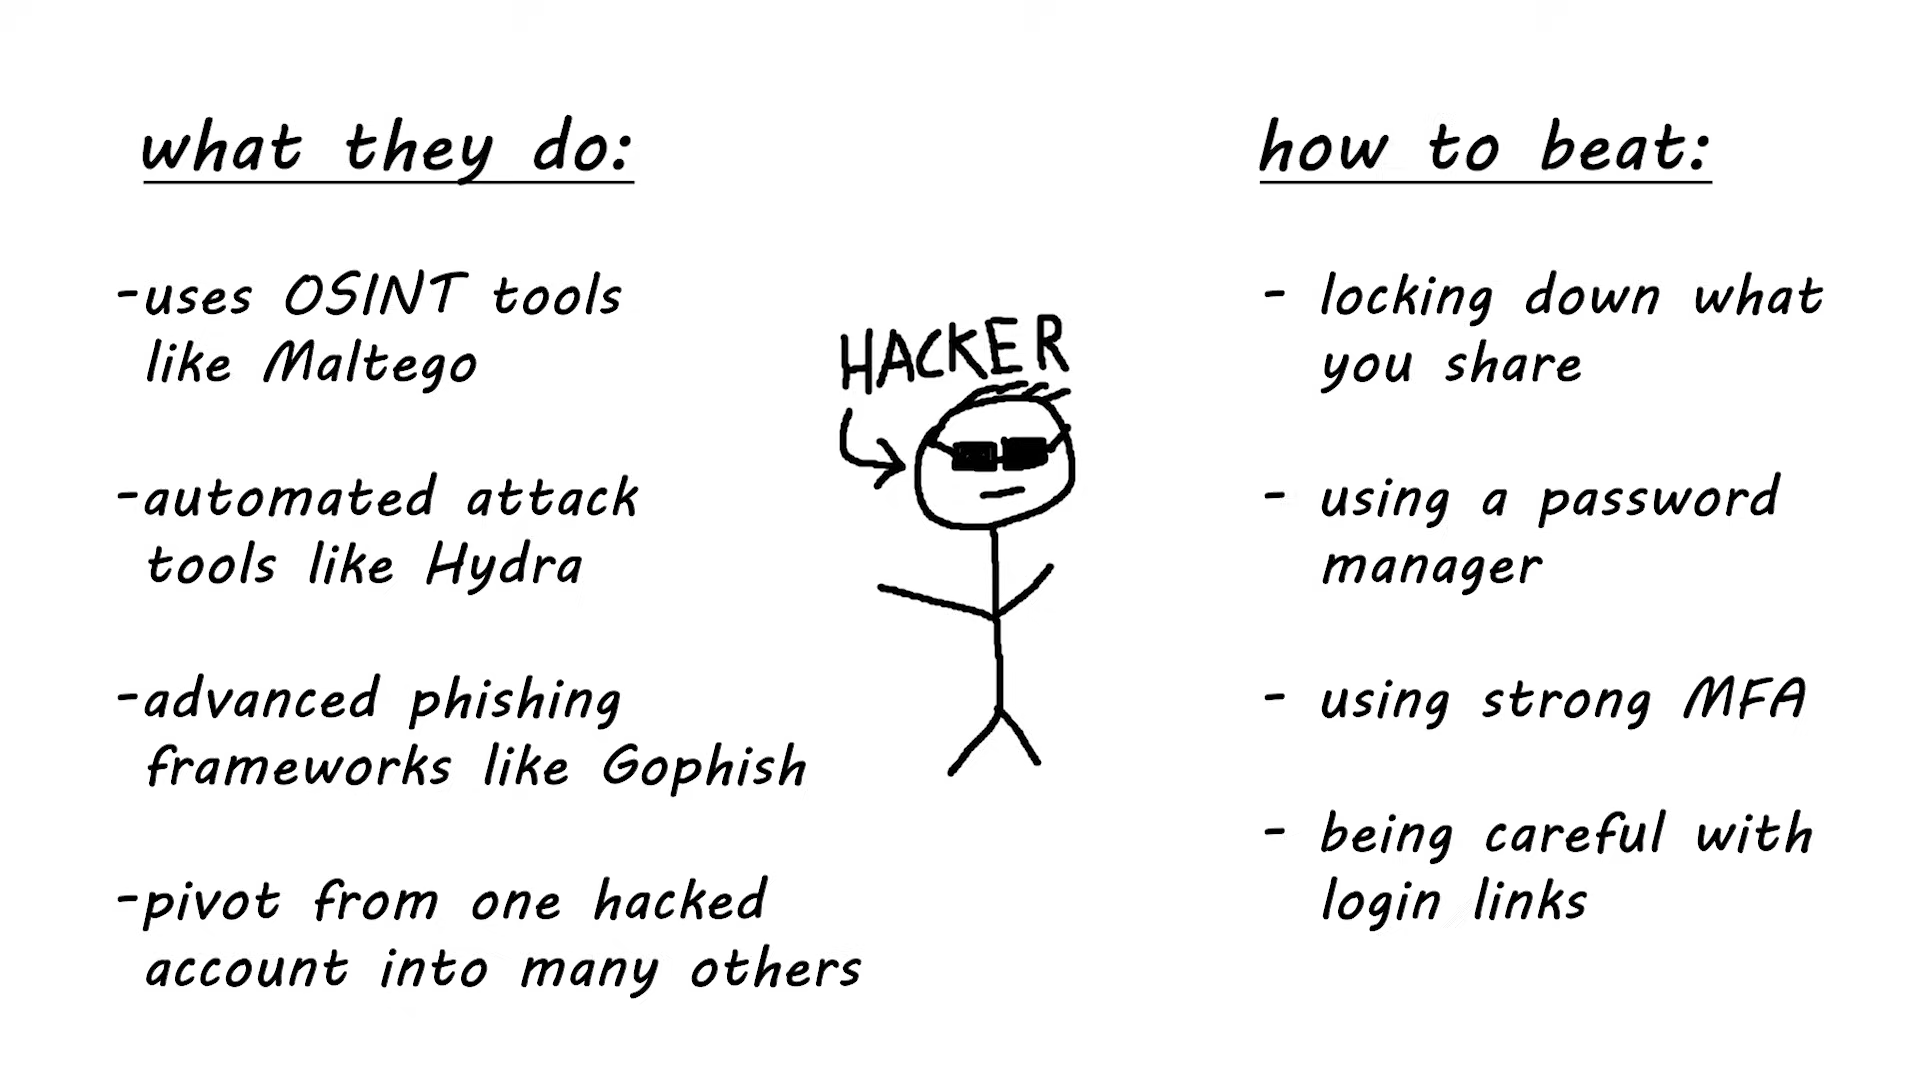 what they do:
-uses OSINT tools
like Maltego
-automated attack
tools like Hydra
-advanced phishing
frameworks like Gophish
-pivot from one hacked
account into many others
HACKER
how to beat:
- locking down what
you share
- using a password
manager
- using strong MFA
- being careful with
login links